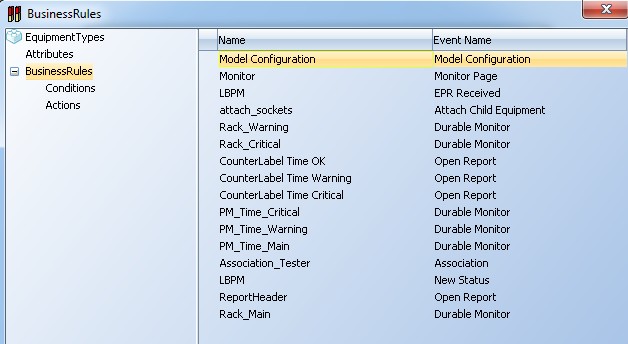 BusinessRules
EquipmentTypes
Attributes
BusinessRules
Conditions
Actions
Name Event Name
Model Configuration Model Configuration
Monitor Monitor Page
LBPM EPR Received
attach_sockets Attach Child Equipment
Rack_Warning Durable Monitor
Rack_Critical Durable Monitor
CounterLabel Time OK Open Report
CounterLabel Time Warning Open Report
CounterLabel Time Critical Open Report
PM_Time_Critical Durable Monitor
PM_Time_Warning Durable Monitor
PM_Time_Main Durable Monitor
Association_Tester Association
LBPM New Status
ReportHeader Open Report
Rack_Main Durable Monitor